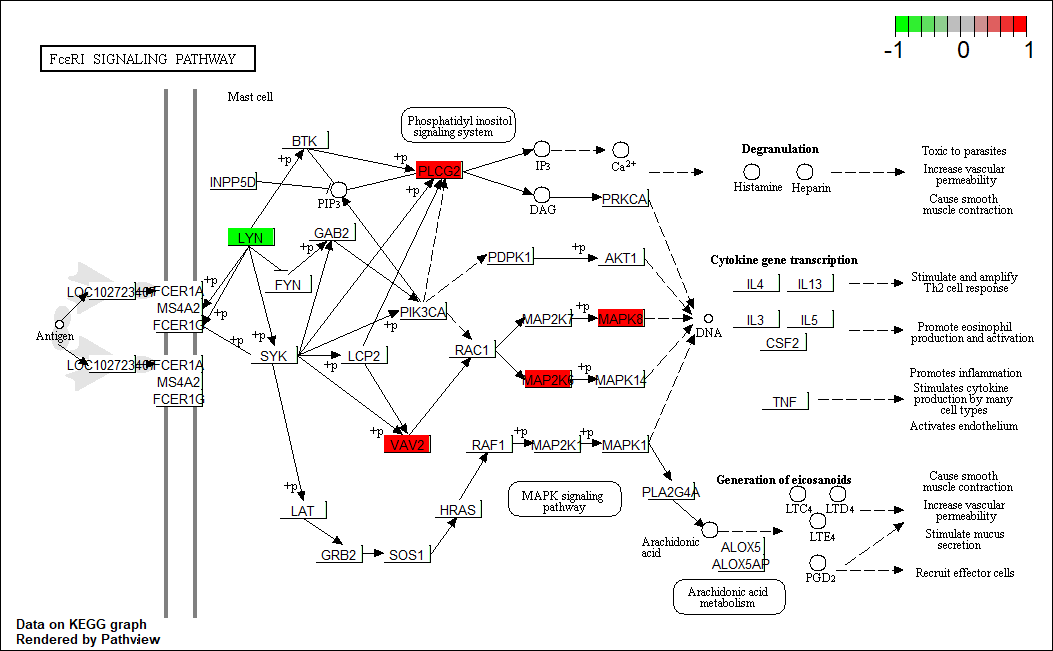 -1 0 1
FcεRI SIGNALING PATHWAY
Mast cell
Phosphatidyl inositol
signaling system
BTK
+p
+p
PLCG2
+p
INPP5D
PIP3
IP3
Ca2+
DAG
PRKCA
Degranulation
Histamine
Heparin
Toxic to parasites
Increase vascular
permeability
Cause smooth
muscle contraction
LYN
GAB2
+p
FYN
PDPK1
+p
AKT1
Cytokine gene transcription
IL4
IL13
Stimulate and amplify
Th2 cell response
LOC102723407
FCER1A
MS4A2
FCER1G
+p
+p
Antigen
PIK3CA
+p
MAP2K7
+p
MAPK8
DNA
IL3
IL5
CSF2
Promote eosinophil
production and activation
+p
+p
SYK
+p
LCP2
RAC1
LOC102723407
FCER1A
MS4A2
FCER1G
MAP2K6
+p
MAPK14
TNF
Promotes inflammation
Stimulates cytokine
production by many
cell types
Activates endothelium
+p
VAV2
RAF1
+p
MAP2K1
+p
MAPK1
+p
LAT
HRAS
GRB2
SOS1
MAPK signaling
pathway
PLA2G4A
Arachidonic
acid
Generation of eicosanoids
LTC4
LTD4
LTE4
PGD2
ALOX5
ALOX5AP
Arachidonic acid
metabolism
Cause smooth
muscle contraction
Increase vascular
permeability
Stimulate mucus
secretion
Recruit effector cells
Data on KEGG graph
Rendered by Pathview